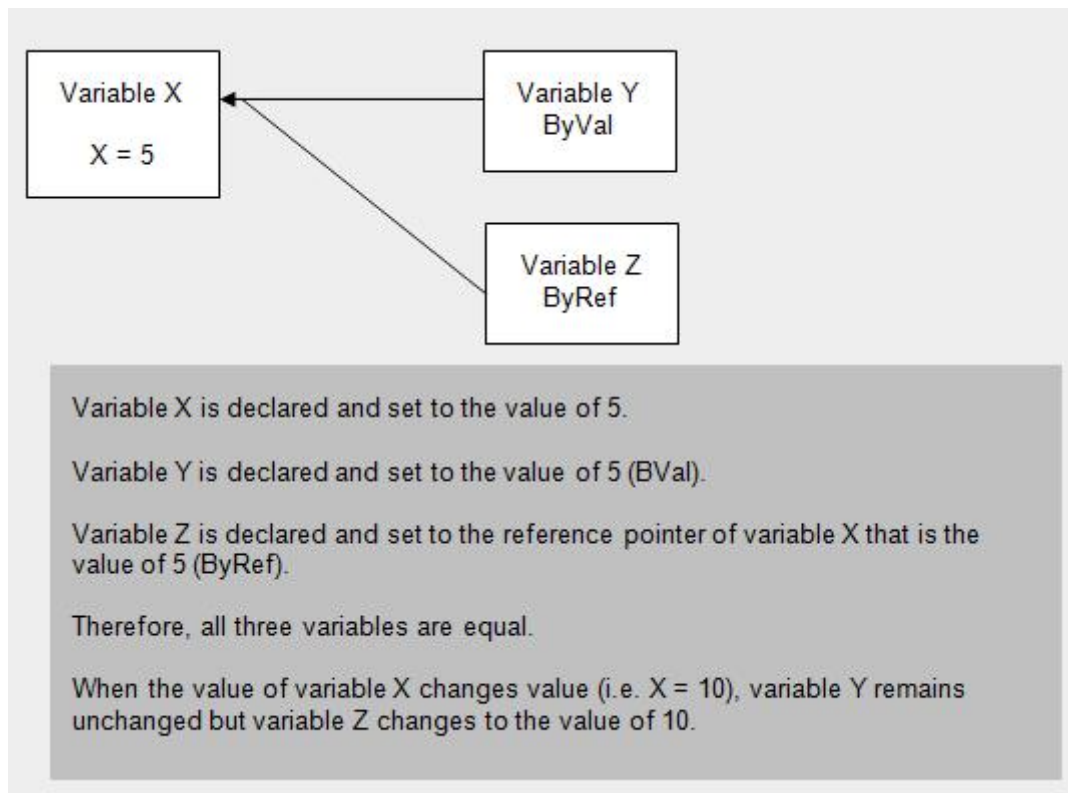 Variable X
X = 5
Variable Y
ByVal
Variable Z
ByRef
Variable X is declared and set to the value of 5.
Variable Y is declared and set to the value of 5 (BVal).
Variable Z is declared and set to the reference pointer of variable X that is the
value of 5 (ByRef).
Therefore, all three variables are equal.
When the value of variable X changes value (i.e. X = 10), variable Y remains
unchanged but variable Z changes to the value of 10.